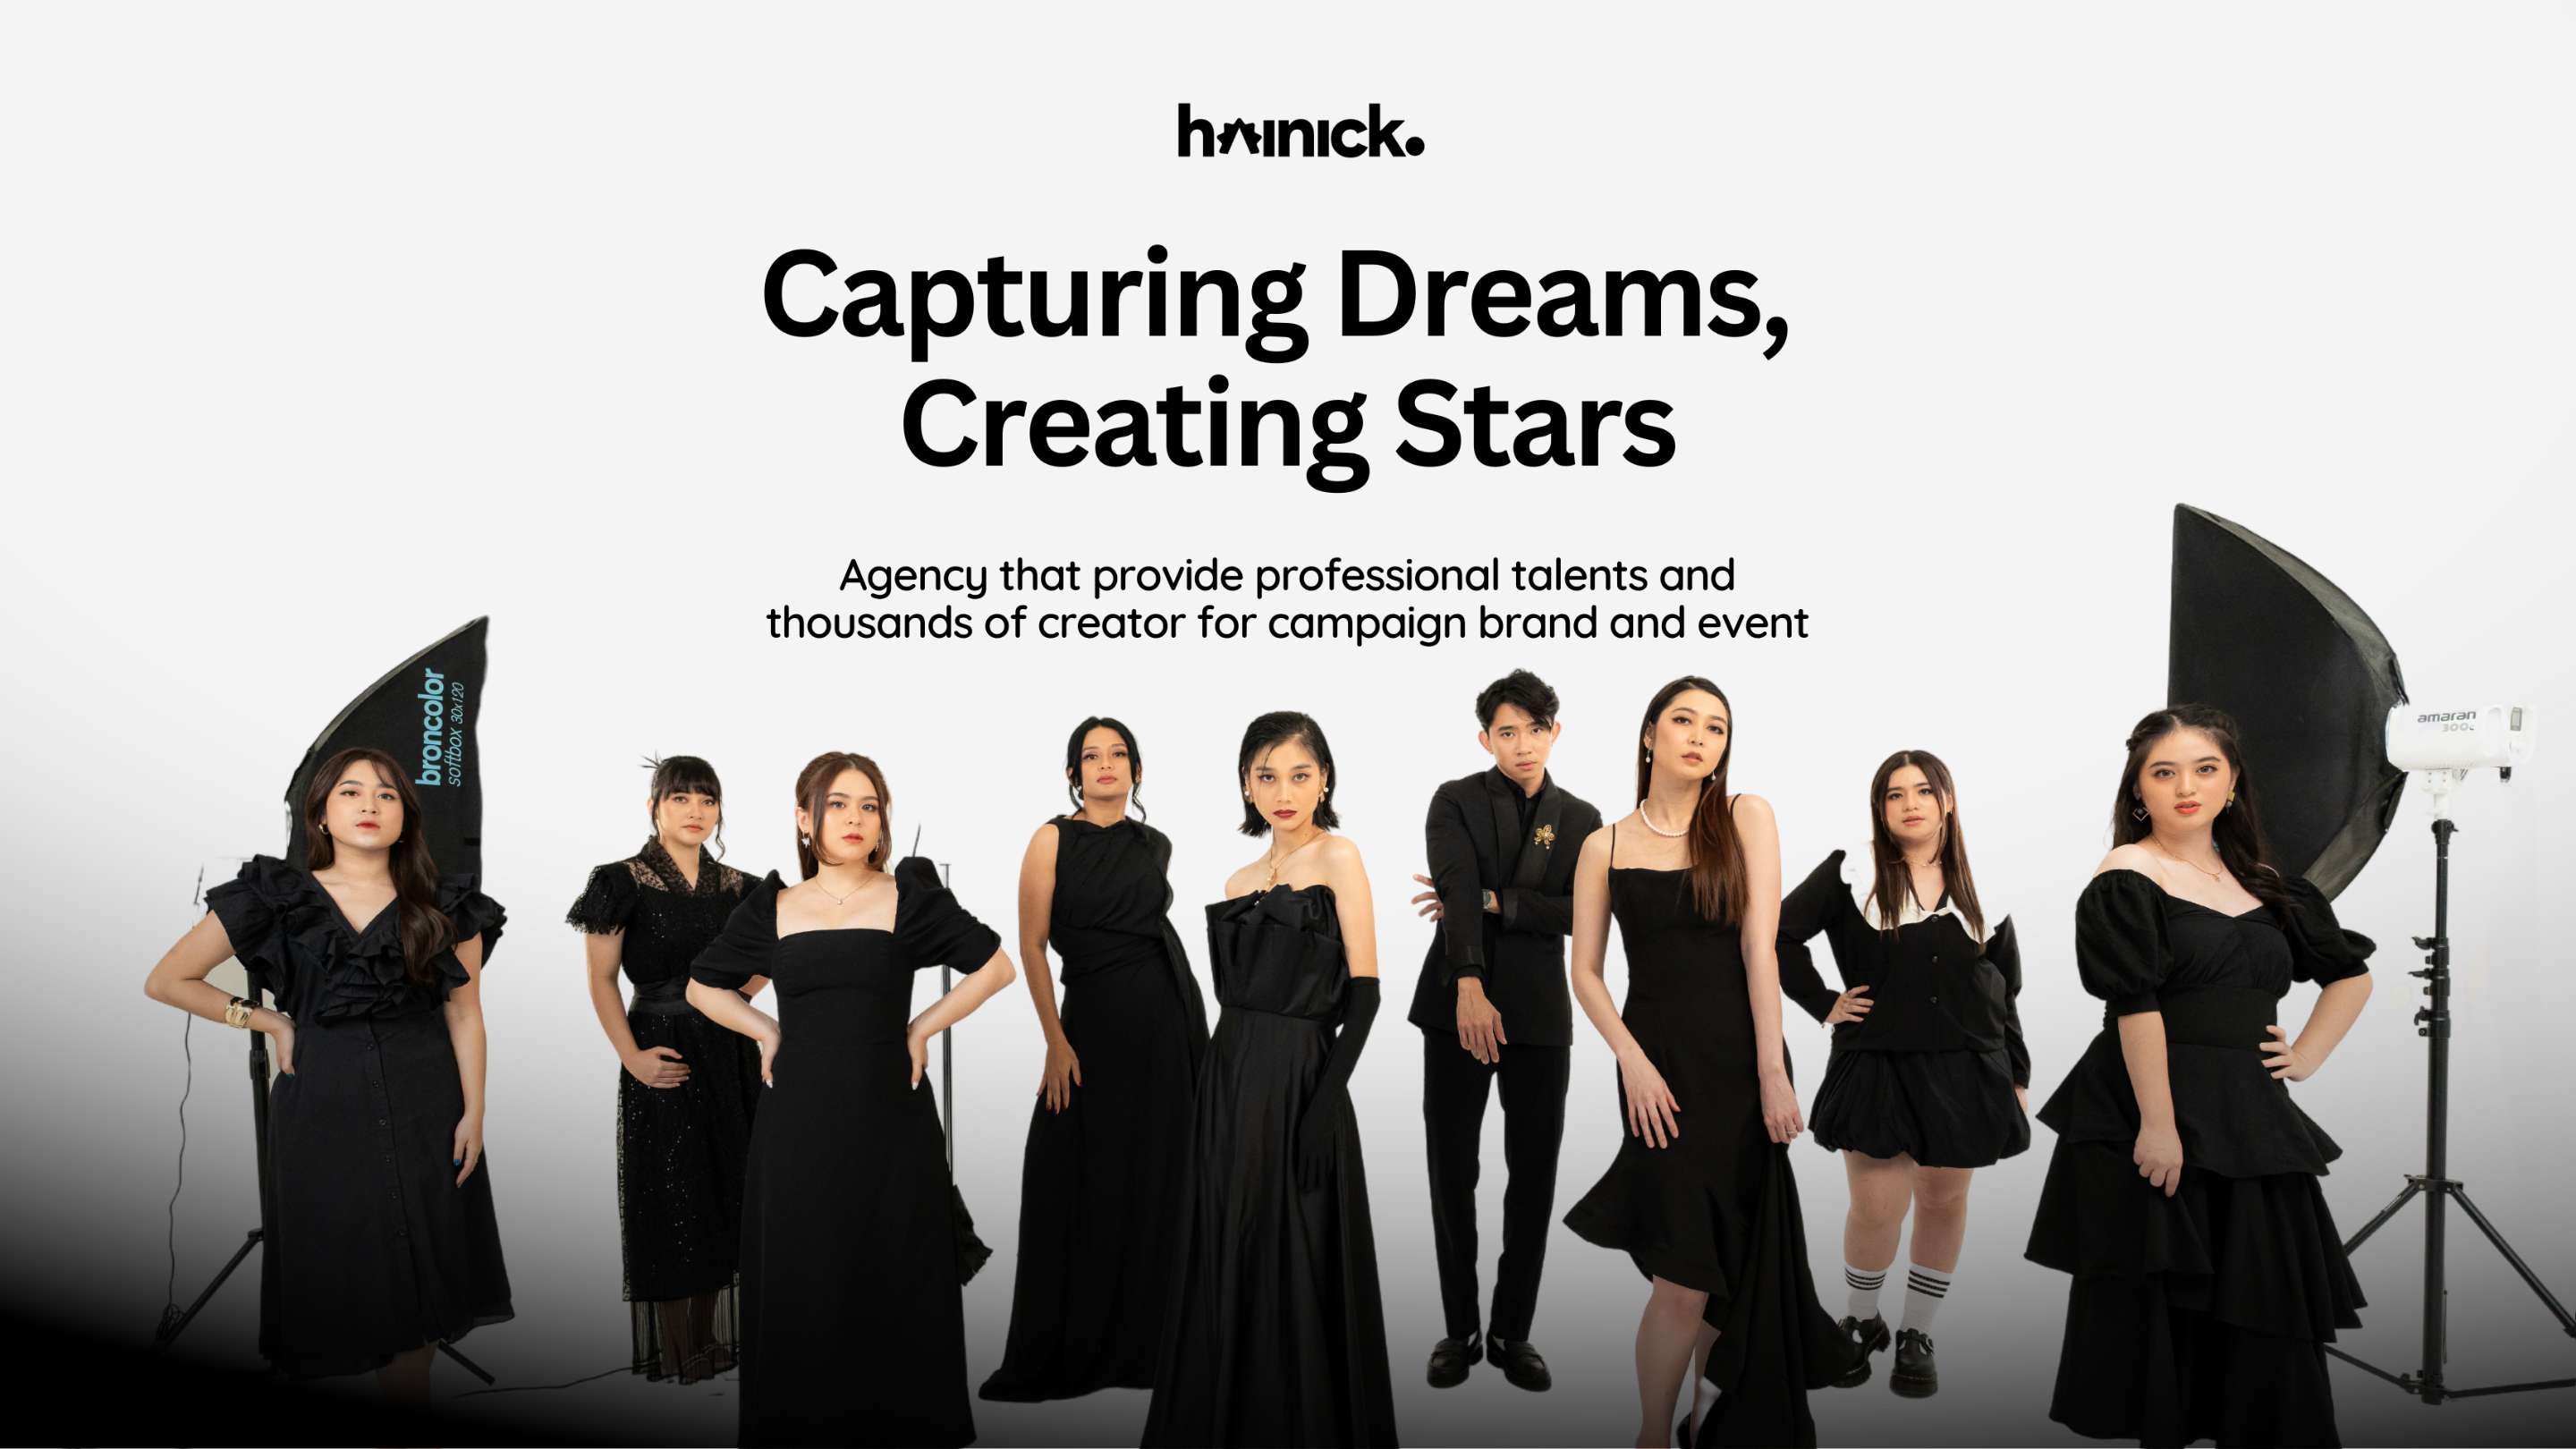 hainick.
Capturing Dreams,
Creating Stars
Agency that provide professional talents and
thousands of creator for campaign brand and event
broncolor
softbox 30x120
amaran
300c